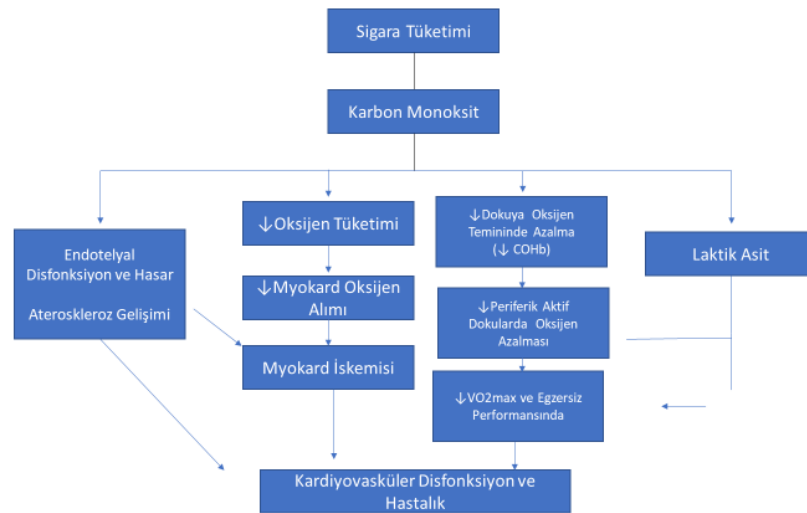 Sigara Tüketimi
Karbon Monoksit
Endotelyal
Disfonksiyon ve Hasar
Ateroskleroz Gelişimi
↓Oksijen Tüketimi
↓Myokard Oksijen
Alımı
Myokard İskemisi
↓Dokuya Oksijen
Temininde Azalma
(↓ COHb)
↓Periferik Aktif
Dokularda Oksijen
Azalması
↓VO2max ve Egzersiz
Performansında
Laktik Asit
Kardiyovasküler Disfonksiyon ve
Hastalık